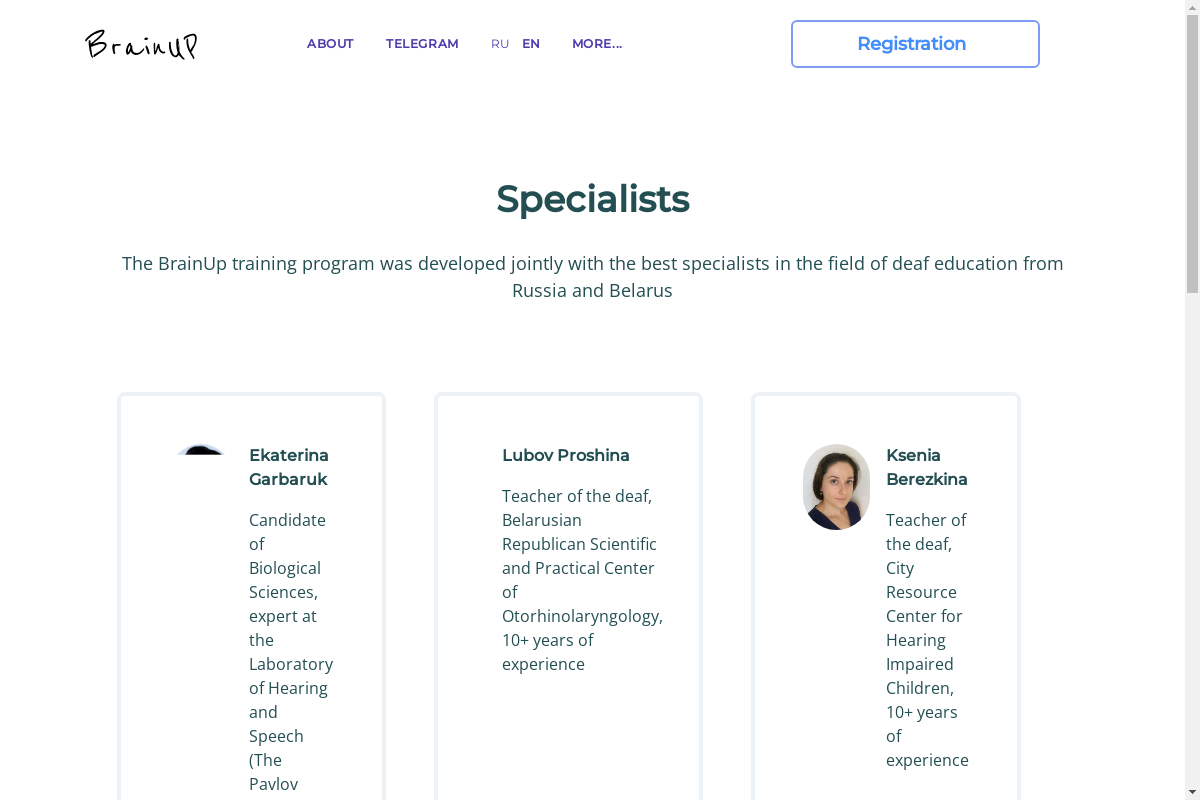 BrainUP
ABOUT
TELEGRAM
RU
EN
MORE...
Registration
Specialists
The BrainUp training program was developed jointly with the best specialists in the field of deaf education from
Russia and Belarus
Ekaterina
Garbaruk
Candidate
of
Biological
Sciences,
expert at
the
Laboratory
of Hearing
and
Speech
(The
Pavlov
Lubov Proshina
Teacher of the deaf,
Belarusian
Republican Scientific
and Practical Center
of
Otorhinolaryngology,
10+ years of
experience
Ksenia
Berezkina
Teacher of
the deaf,
City
Resource
Center for
Hearing
Impaired
Children,
10+ years
of
experience